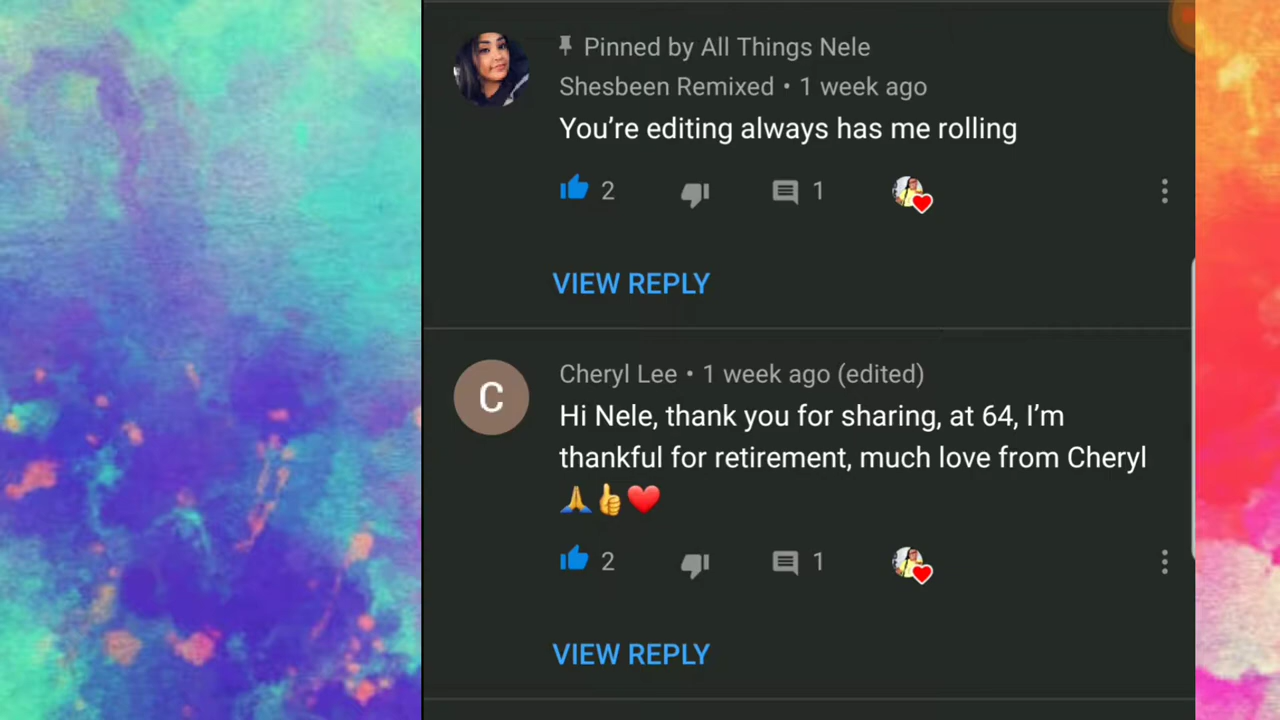 Pinned by All Things Nele
Shesbeen Remixed • 1 week ago
You’re editing always has me rolling
2
1
VIEW REPLY
C
Cheryl Lee • 1 week ago (edited)
Hi Nele, thank you for sharing, at 64, I’m
thankful for retirement, much love from Cheryl
🙏👍❤️
2
1
VIEW REPLY